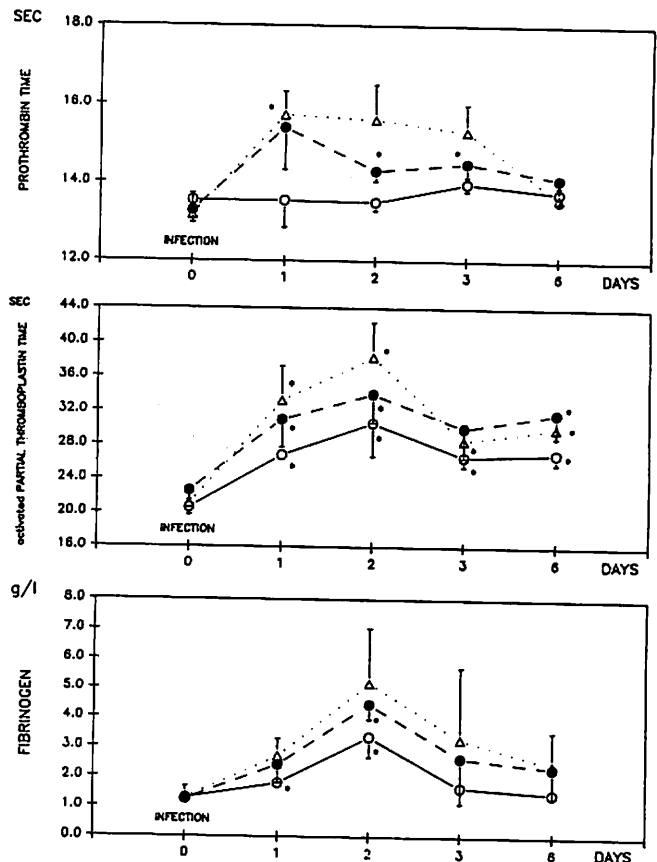 SEC
PROTHROMBIN TIME
18.0
16.0
14.0
12.0
INFECTION
0 1 2 3 6 DAYS
SEC
activated PARTIAL THROMBOPLASTIN TIME
44.0
40.0
36.0
32.0
28.0
24.0
20.0
16.0
INFECTION
0 1 2 3 6 DAYS
g/l
FIBRINOGEN
8.0
7.0
6.0
5.0
4.0
3.0
2.0
1.0
0.0
INFECTION
0 1 2 3 6 DAYS